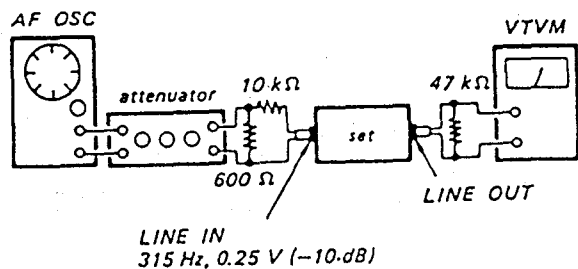 AF OSC
VTVM
attenuator
10 kΩ
47 kΩ
set
600 Ω
LINE OUT
LINE IN
315 Hz, 0.25 V (−10 dB)